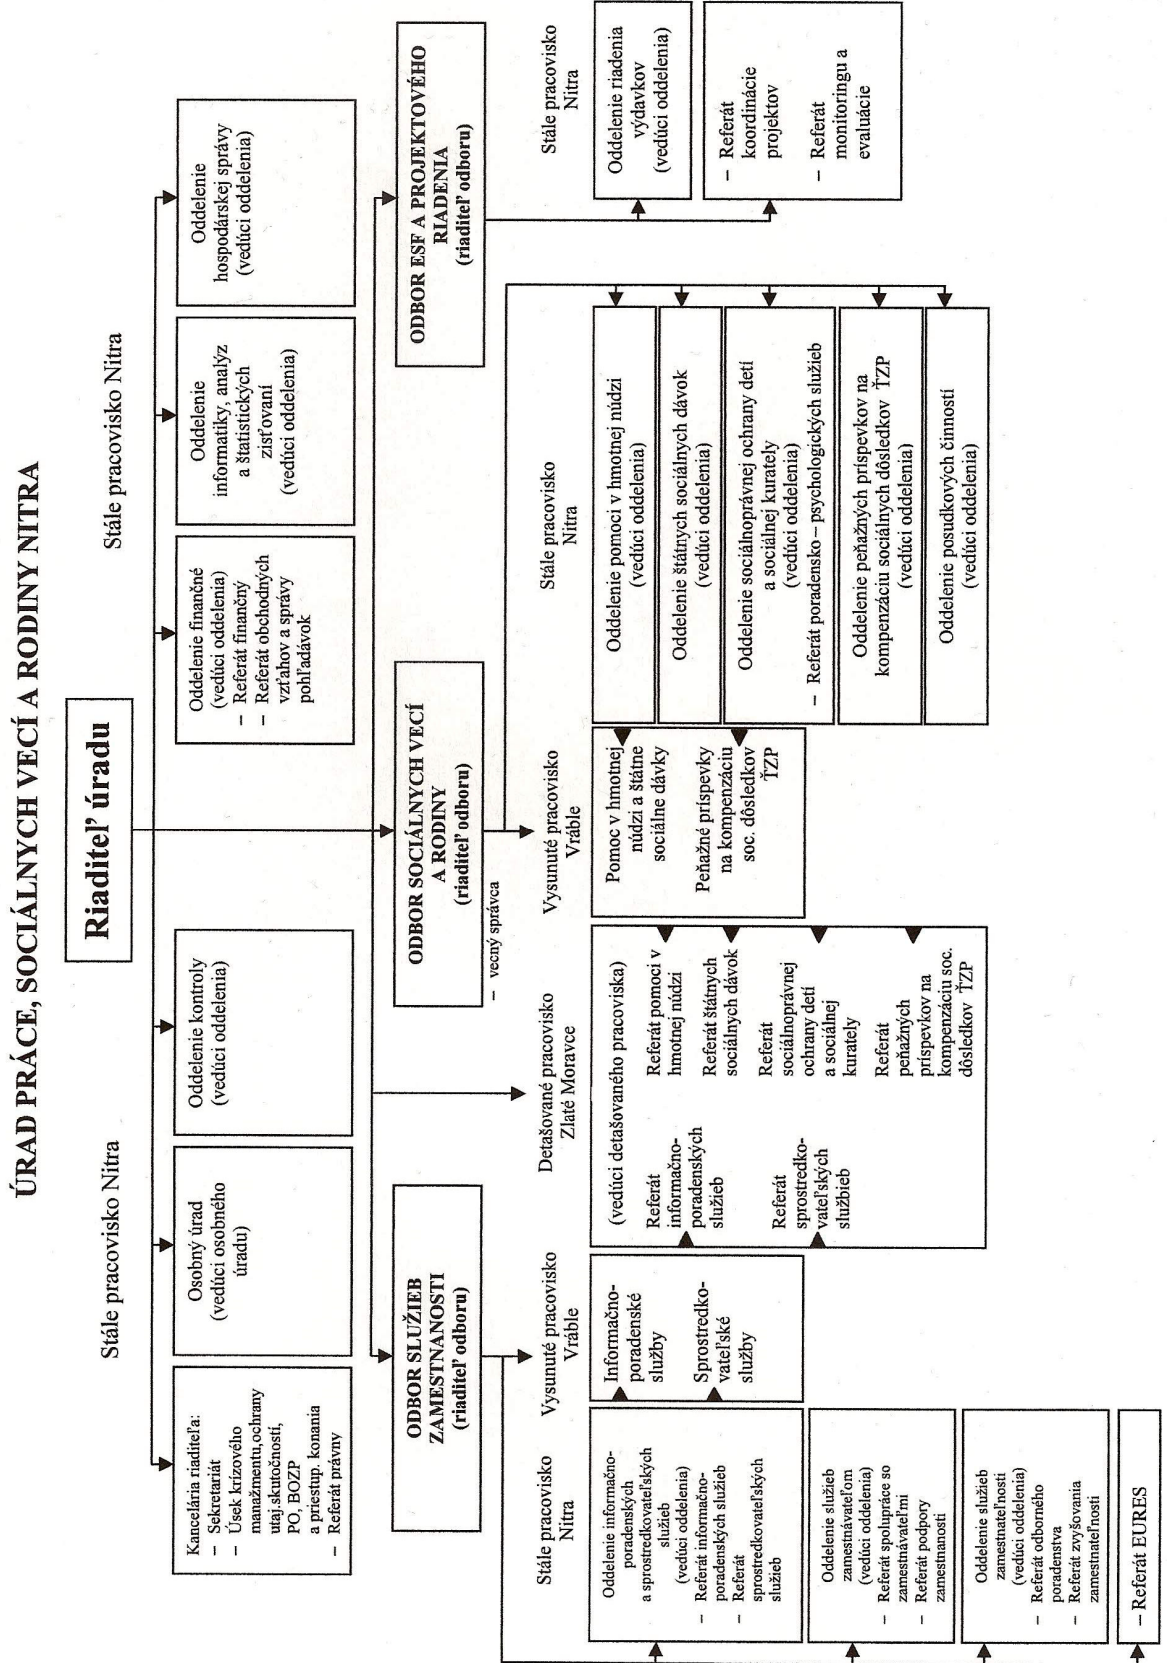 ÚRAD PRÁCE, SOCIÁLNYCH VECÍ A RODINY NITRA
Riaditeľ úradu
Stále pracovisko Nitra
Stále pracovisko Nitra
Kancelária riaditeľa:
– Sekretariát
– Úsek krízového
manažmentu,ochrany
utaj.skutočností,
PO, BOZP
a priestup. konania
– Referát právny
Osobný úrad
(vedúci osobného
úradu)
Oddelenie kontroly
(vedúci oddelenia)
Oddelenie finančné
(vedúci oddelenia)
– Referát finančný
– Referát obchodných
vzťahov a správy
pohľadávok
Oddelenie
informatiky, analýz
a štatistických
zisťovaní
(vedúci oddelenia)
Oddelenie
hospodárskej správy
(vedúci oddelenia)
ODBOR SLUŽIEB
ZAMESTNANOSTI
(riaditeľ odboru)
ODBOR SOCIÁLNYCH VECÍ
A RODINY
(riaditeľ odboru)
– vecný správca
ODBOR ESF A PROJEKTOVÉHO
RIADENIA
(riaditeľ odboru)
Stále pracovisko
Nitra
Oddelenie informačno-
poradenských
a sprostredkovateľských
služieb
(vedúci oddelenia)
– Referát informačno-
poradenských služieb
– Referát
sprostredkovateľských
služieb
Oddelenie služieb
zamestnávateľom
(vedúci oddelenia)
– Referát spolupráce so
zamestnávateľmi
– Referát podpory
zamestnanosti
Oddelenie služieb
zamestnateľnosti
(vedúci oddelenia)
– Referát odborného
poradenstva
– Referát zvyšovania
zamestnateľnosti
– Referát EURES
Vysunuté pracovisko
Vráble
Informačno-
poradenské
služby
Sprostredko-
vateľské
služby
Detašované pracovisko
Zlaté Moravce
(vedúci detašovaného pracoviska)
Referát
informačno-
poradenských
služieb
Referát
sprostredko-
vateľských
službieb
Referát pomoci v
hmotnej núdzi
Referát štátnych
sociálnych dávok
Referát
sociálnoprávnej
ochrany detí
a sociálnej
kurately
Referát
peňažných
príspevkov na
kompenzáciu soc.
dôsledkov ŤZP
Vysunuté pracovisko
Vráble
Pomoc v hmotnej
núdzi a štátne
sociálne dávky
Peňažné príspevky
na kompenzáciu
soc. dôsledkov
ŤZP
Stále pracovisko
Nitra
Oddelenie pomoci v hmotnej núdzi
(vedúci oddelenia)
Oddelenie štátnych sociálnych dávok
(vedúci oddelenia)
Oddelenie sociálnoprávnej ochrany detí
a sociálnej kurately
(vedúci oddelenia)
– Referát poradensko – psychologických služieb
Oddelenie peňažných príspevkov na
kompenzáciu sociálnych dôsledkov ŤZP
(vedúci oddelenia)
Oddelenie posudkových činností
(vedúci oddelenia)
Stále pracovisko
Nitra
Oddelenie riadenia
výdavkov
(vedúci oddelenia)
– Referát
koordinácie
projektov
– Referát
monitoringu a
evaluácie